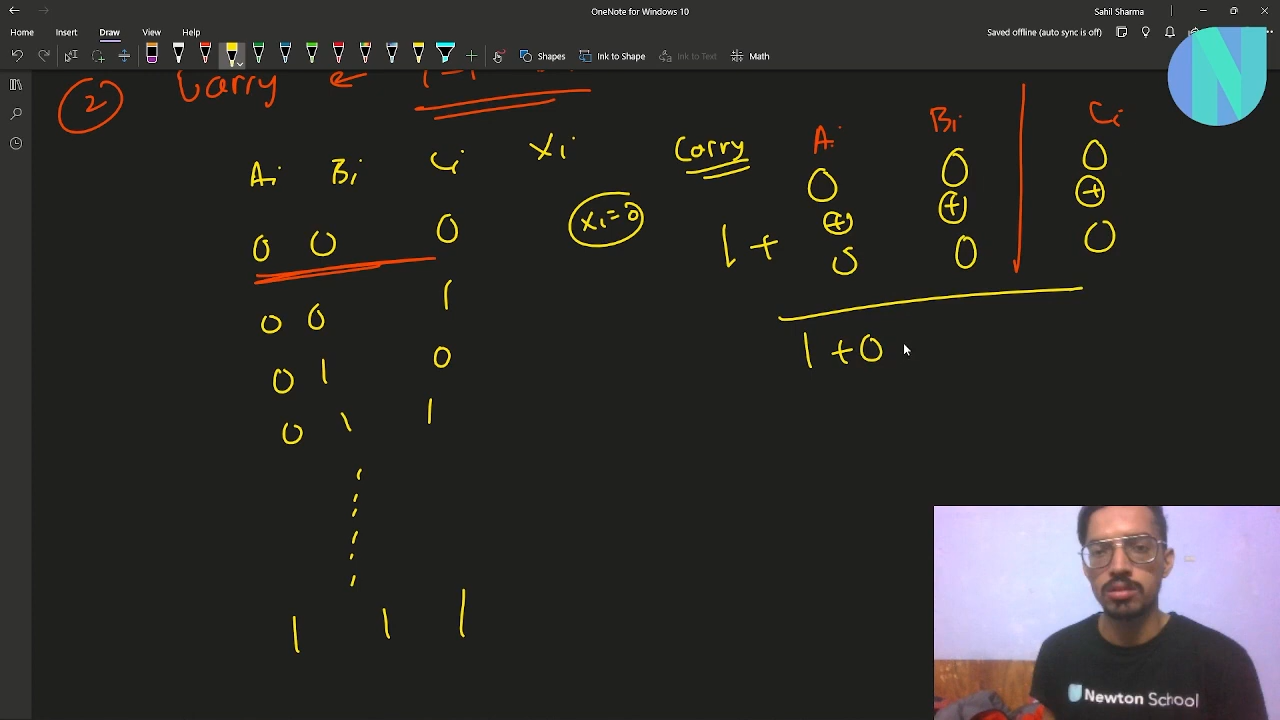 OneNote for Windows 10
Sahil Sharma
Home Insert Draw View Help
Saved offline (auto sync is off)
Shapes Ink to Shape Ink to Text Math
2 Carry ←
Ai Bi Ci Xi
0 0 0
0 0 1
0 1 0
0 1 1
1 1 1
Xi=0
Carry Ai Bi Ci
0 0 0
⊕ ⊕ ⊕
1 + 0 0 0
1 + 0
Newton School